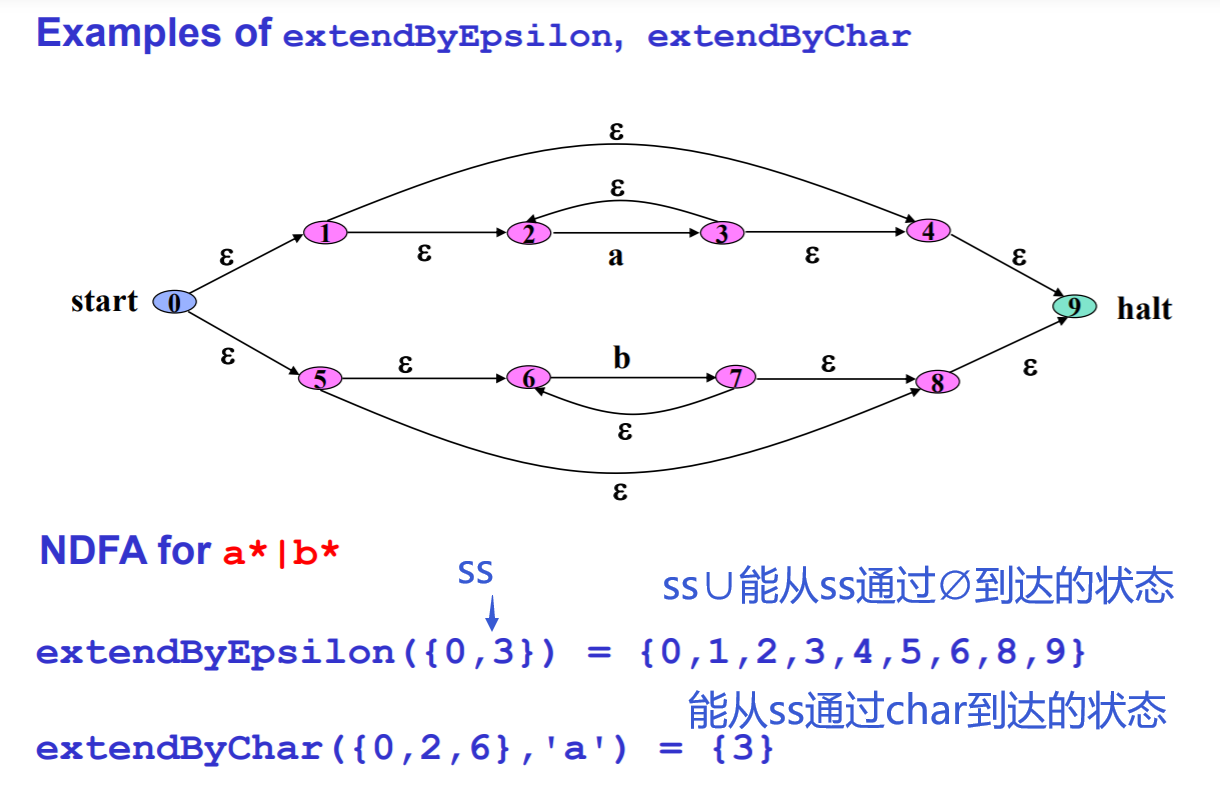 Examples of extendByEpsilon, extendByChar
ε
ε
1
2
3
4
ε
ε
a
ε
ε
start
0
9
halt
ε
ε
b
ε
ε
5
6
7
8
ε
ε
NDFA for a*|b*
ss
ss∪能从ss通过∅到达的状态
extendByEpsilon({0,3}) = {0,1,2,3,4,5,6,8,9}
能从ss通过char到达的状态
extendByChar({0,2,6},'a') = {3}